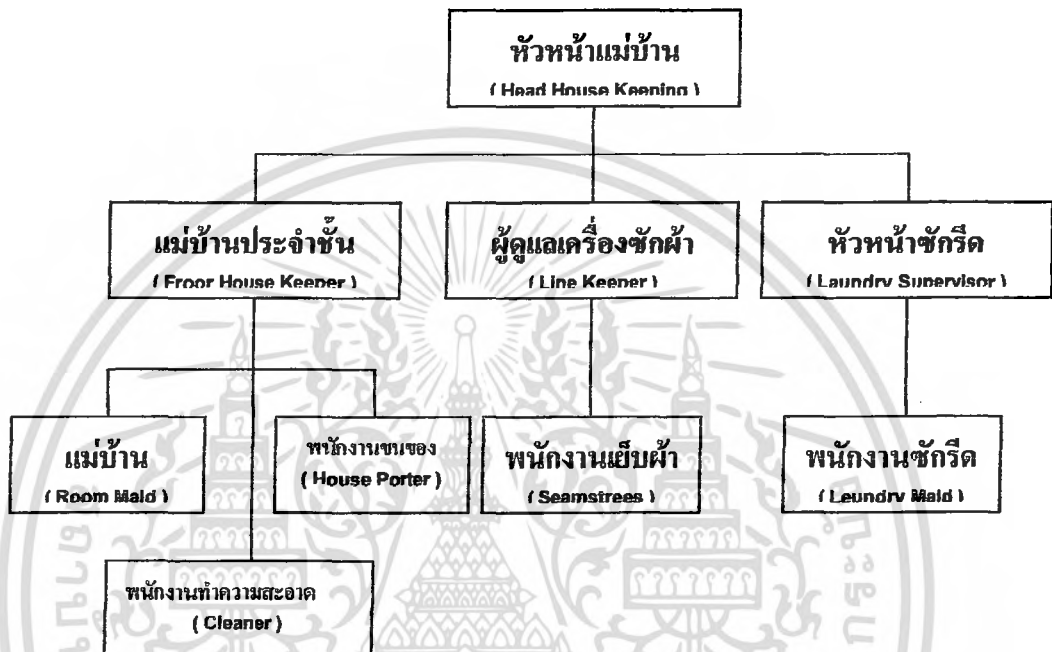 หัวหน้าแม่บ้าน
( Head House Keeping )
แม่บ้านประจำชั้น
( Froor House Keeper )
ผู้ดูแลเครื่องซักผ้า
( Line Keeper )
หัวหน้าซักรีด
( Laundry Supervisor )
แม่บ้าน
( Room Maid )
พนักงานขนของ
( House Porter )
พนักงานเย็บผ้า
( Seamstrees )
พนักงานซักรีด
( Leundry Maid )
พนักงานทำความสะอาด
( Cleaner )